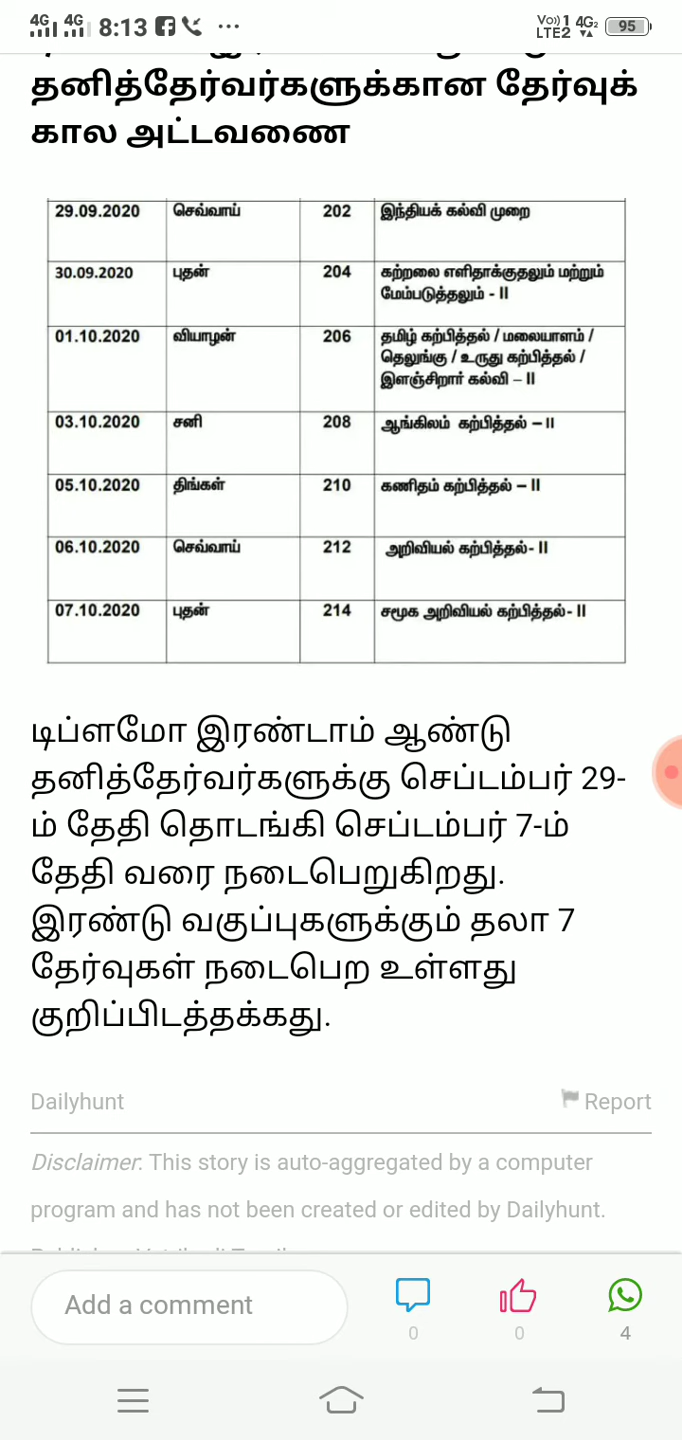 4G 4G 8:13 ... Vo)) 1 4G2 95
LTE2
தனித்தேர்வர்களுக்கான தேர்வுக்
கால அட்டவணை
29.09.2020 செவ்வாய் 202 இந்தியக் கல்வி முறை
30.09.2020 புதன் 204 கற்றலை எளிதாக்குதலும் மற்றும்
மேம்படுத்தலும் - II
01.10.2020 வியாழன் 206 தமிழ் கற்பித்தல் / மலையாளம் /
தெலுங்கு / உருது கற்பித்தல் /
இளஞ்சிறார் கல்வி – II
03.10.2020 சனி 208 ஆங்கிலம் கற்பித்தல் – II
05.10.2020 திங்கள் 210 கணிதம் கற்பித்தல் – II
06.10.2020 செவ்வாய் 212 அறிவியல் கற்பித்தல்- II
07.10.2020 புதன் 214 சமூக அறிவியல் கற்பித்தல்- II
டிப்ளமோ இரண்டாம் ஆண்டு
தனித்தேர்வர்களுக்கு செப்டம்பர் 29-
ம் தேதி தொடங்கி செப்டம்பர் 7-ம்
தேதி வரை நடைபெறுகிறது.
இரண்டு வகுப்புகளுக்கும் தலா 7
தேர்வுகள் நடைபெற உள்ளது
குறிப்பிடத்தக்கது.
Dailyhunt Report
Disclaimer: This story is auto-aggregated by a computer
program and has not been created or edited by Dailyhunt.
Add a comment
0 0 4